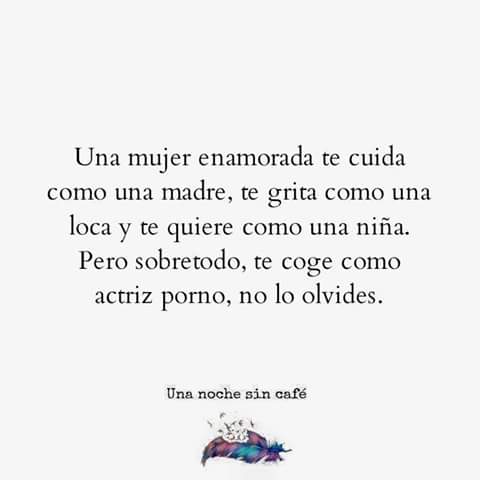 Una mujer enamorada te cuida
como una madre, te grita como una
loca y te quiere como una niña.
Pero sobretodo, te coge como
actriz porno, no lo olvides.
Una noche sin café